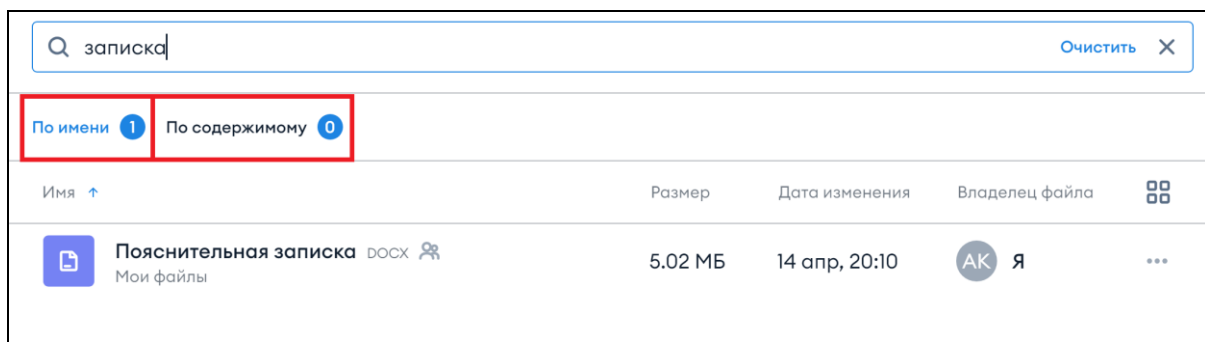 записка Очистить
По имени 1 По содержимому 0
Имя Размер Дата изменения Владелец файла
Пояснительная записка DOCX 5.02 МБ 14 апр, 20:10 АК Я
Мои файлы